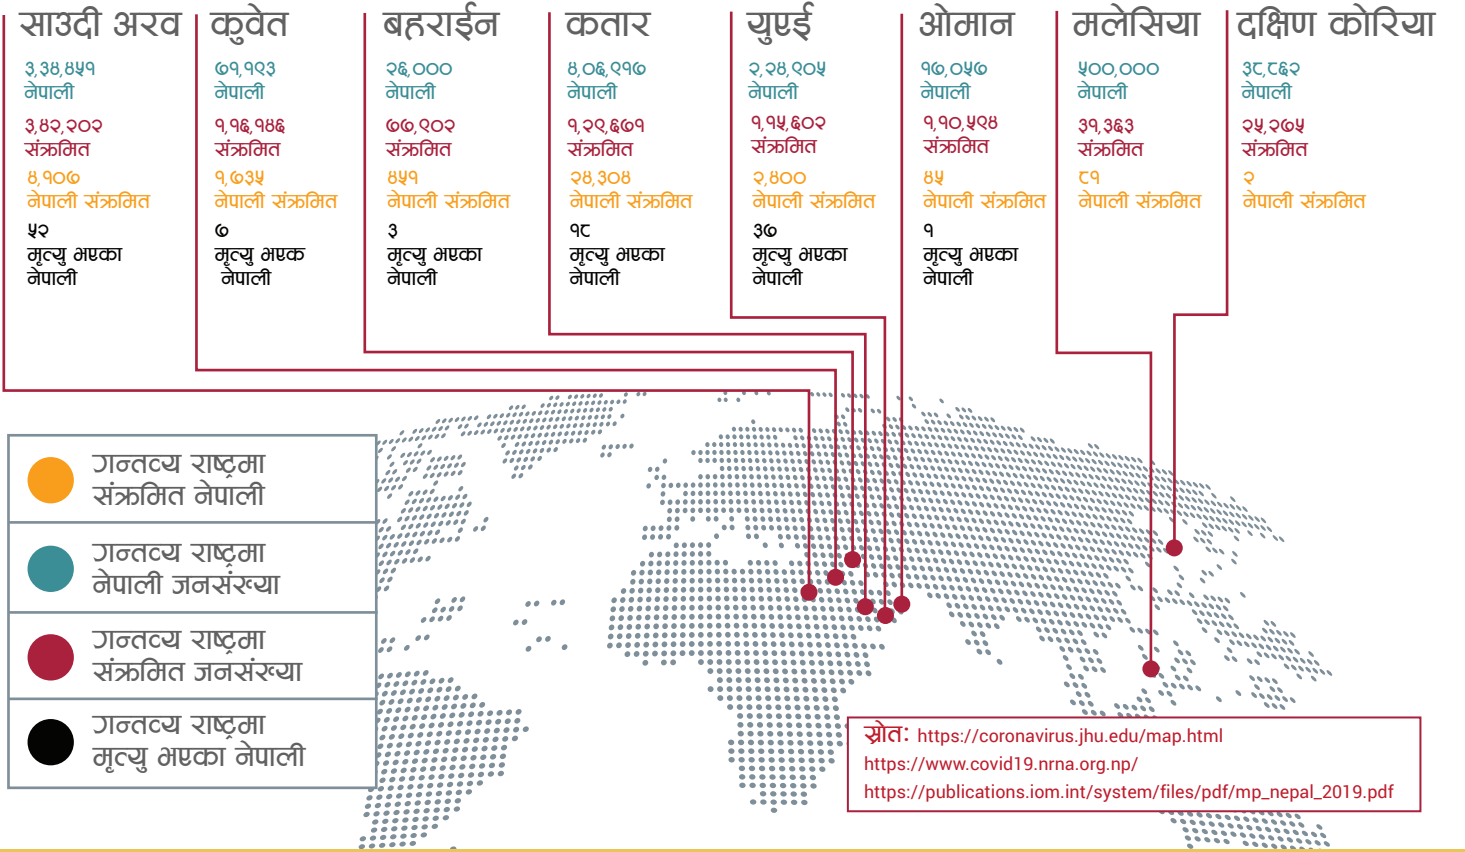 साउदी अरव
३,३४,४५१
नेपाली
३,४२,२०२
संक्रमित
४,१०७
नेपाली संक्रमित
५२
मृत्यु भएका
नेपाली
कुवेत
७१,१९३
नेपाली
१,१६,१४६
संक्रमित
१,७३५
नेपाली संक्रमित
७
मृत्यु भएक
नेपाली
बहराईन
२६,०००
नेपाली
७७,९०२
संक्रमित
४५१
नेपाली संक्रमित
३
मृत्यु भएका
नेपाली
कतार
४,०६,९१७
नेपाली
१,२९,६७१
संक्रमित
२४,३०४
नेपाली संक्रमित
१८
मृत्यु भएका
नेपाली
युएई
२,२४,९०५
नेपाली
१,१५,६०२
संक्रमित
२,४००
नेपाली संक्रमित
३७
मृत्यु भएका
नेपाली
ओमान
१७,०५७
नेपाली
१,१०,५९४
संक्रमित
४५
नेपाली संक्रमित
१
मृत्यु भएका
नेपाली
मलेसिया
५००,०००
नेपाली
३१,३६३
संक्रमित
८१
नेपाली संक्रमित
दक्षिण कोरिया
३८,८६२
नेपाली
२५,२७५
संक्रमित
२
नेपाली संक्रमित
गन्तव्य राष्ट्रमा
संक्रमित नेपाली
गन्तव्य राष्ट्रमा
नेपाली जनसंख्या
गन्तव्य राष्ट्रमा
संक्रमित जनसंख्या
गन्तव्य राष्ट्रमा
मृत्यु भएका नेपाली
स्रोत: https://coronavirus.jhu.edu/map.html
https://www.covid19.nrna.org.np/
https://publications.iom.int/system/files/pdf/mp_nepal_2019.pdf